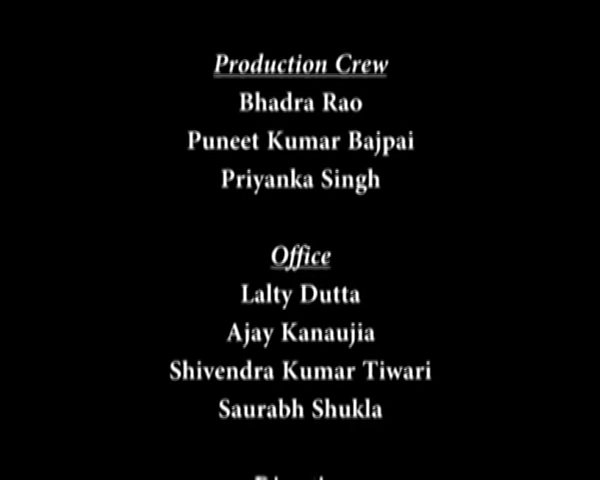 Production Crew
Bhadra Rao
Puneet Kumar Bajpai
Priyanka Singh
Office
Lalty Dutta
Ajay Kanaujia
Shivendra Kumar Tiwari
Saurabh Shukla